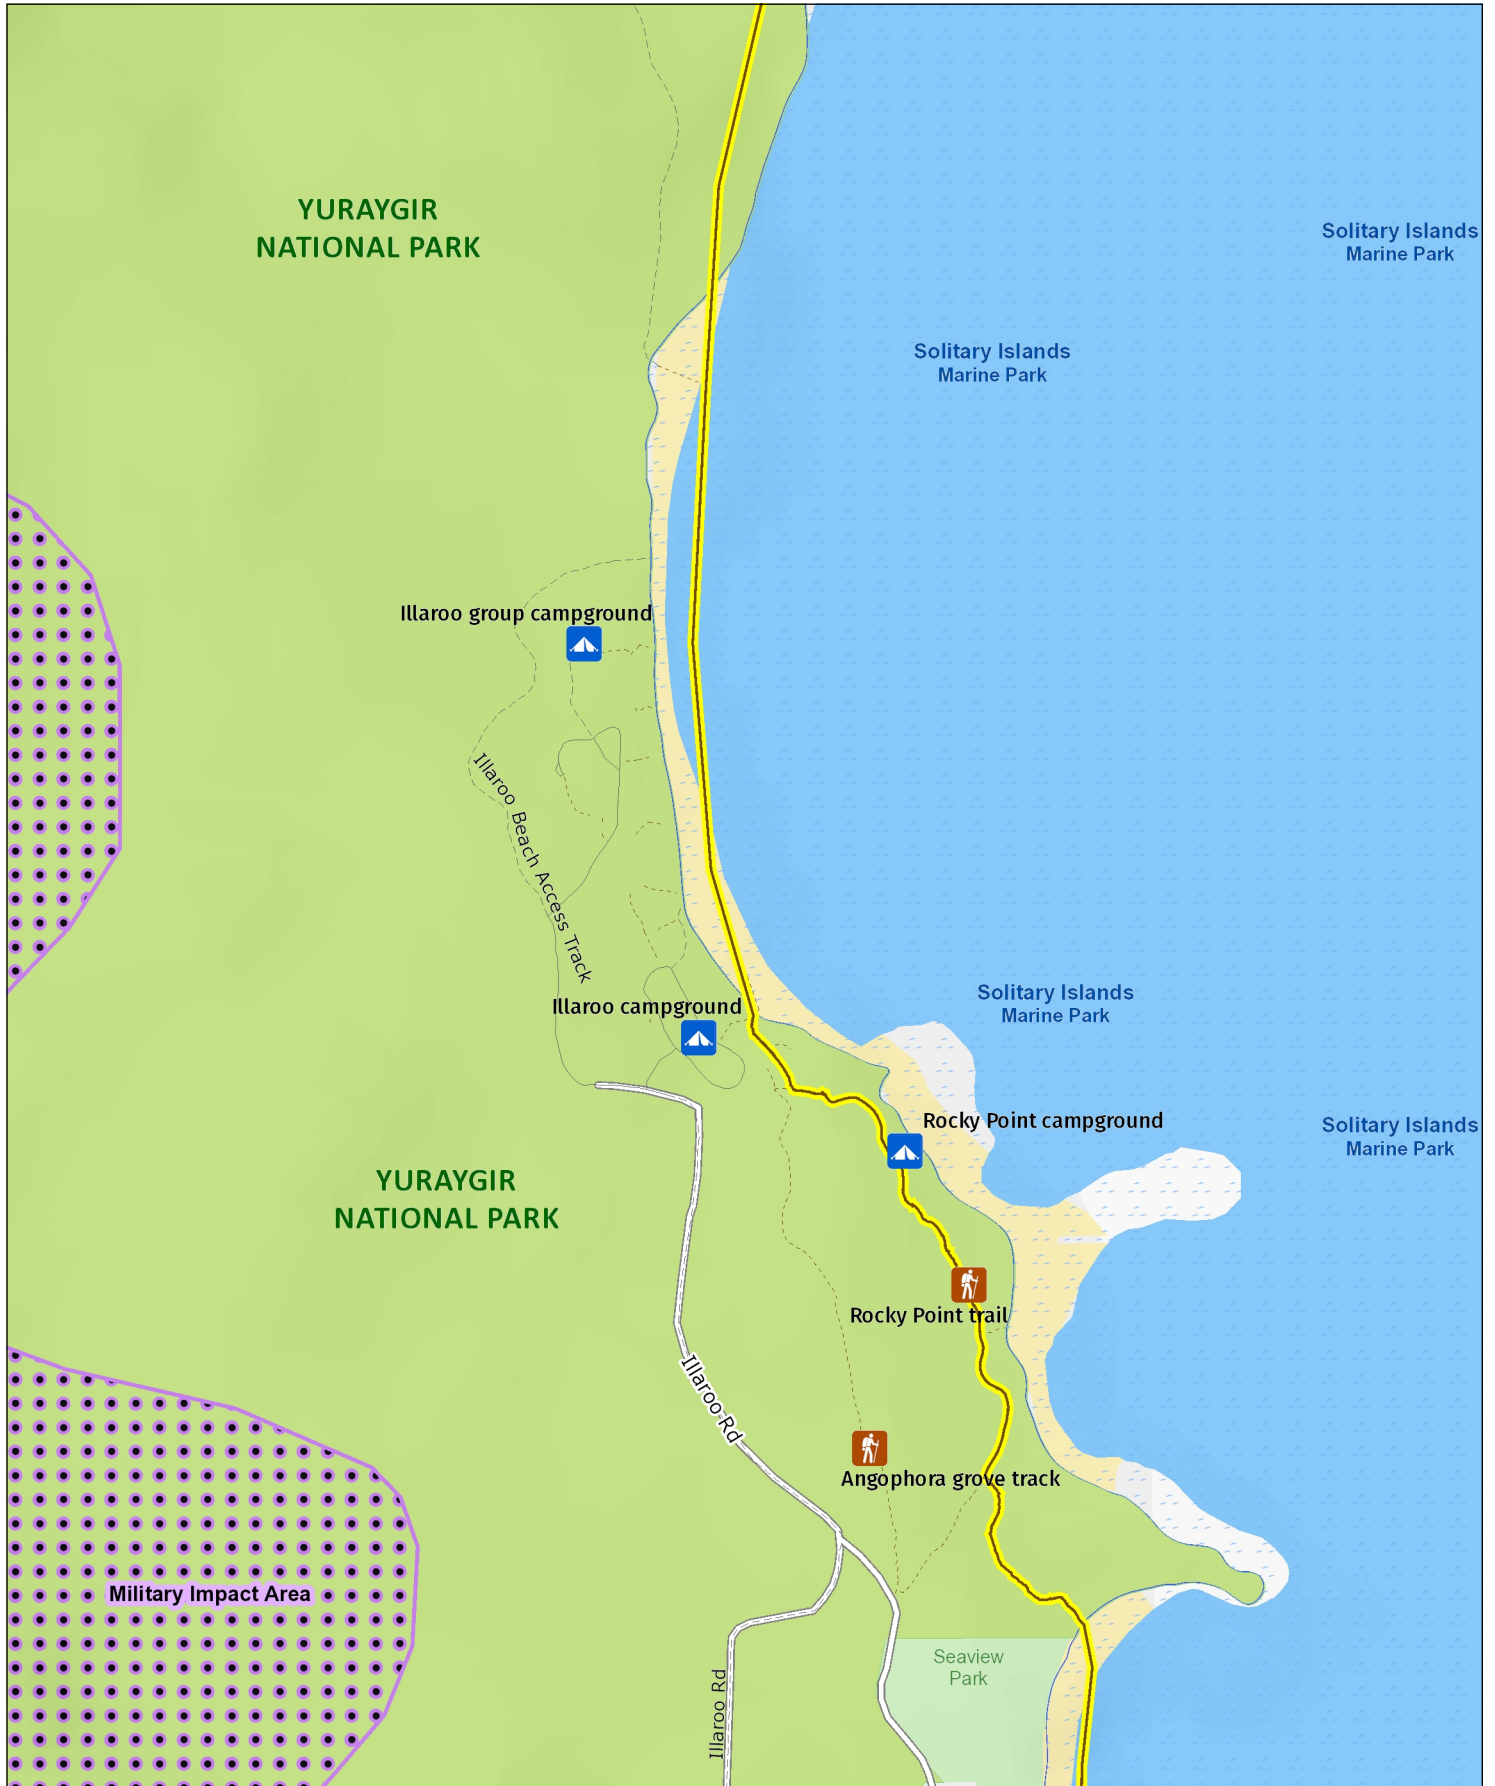 YURAYGIR
NATIONAL PARK
Solitary Islands
Marine Park
Solitary Islands
Marine Park
Illaroo group campground
Illaroo Beach Access Track
Illaroo campground
Solitary Islands
Marine Park
Rocky Point campground
Solitary Islands
Marine Park
YURAYGIR
NATIONAL PARK
Rocky Point trail
Illaroo Rd
Angophora grove track
Military Impact Area
Seaview
Park
Illaroo Rd